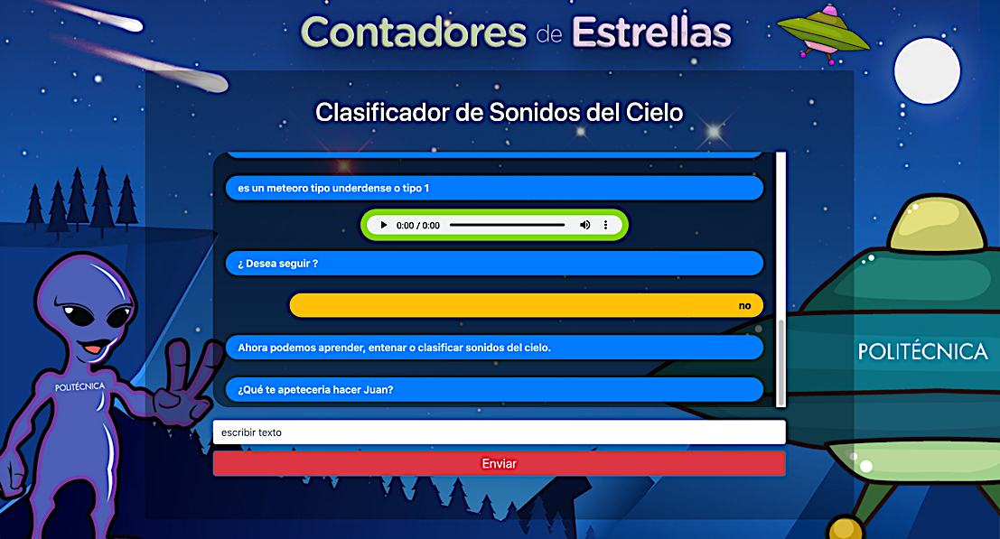 Contadores de Estrellas
Clasificador de Sonidos del Cielo
es un meteoro tipo underdense o tipo 1
0:00 / 0:00
¿ Desea seguir ?
no
Ahora podemos aprender, entenar o clasificar sonidos del cielo.
¿Qué te apeteceria hacer Juan?
escribir texto
Enviar
POLITÉCNICA
POLITÉCNICA